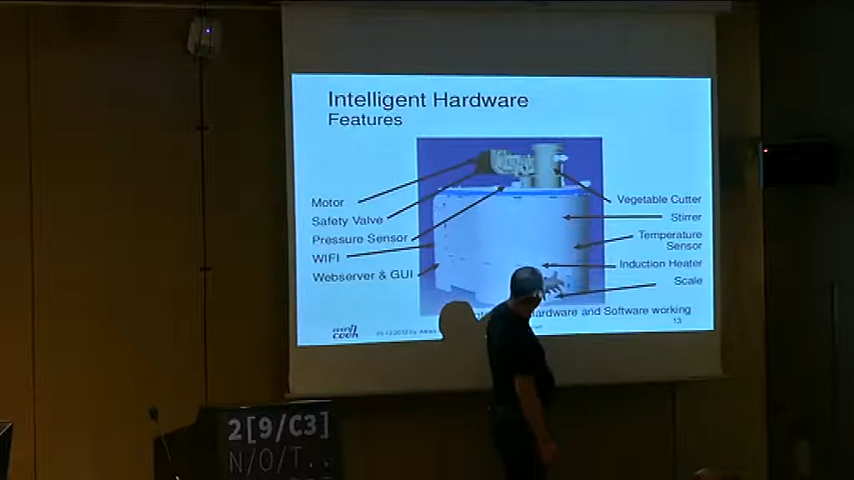 Intelligent Hardware
Features
Motor
Safety Valve
Pressure Sensor
WIFI
Webserver & GUI
Vegetable Cutter
Stirrer
Temperature
Sensor
Induction Heater
Scale
Hardware and Software working
13
cook
2[9/C3]
N/O/T...